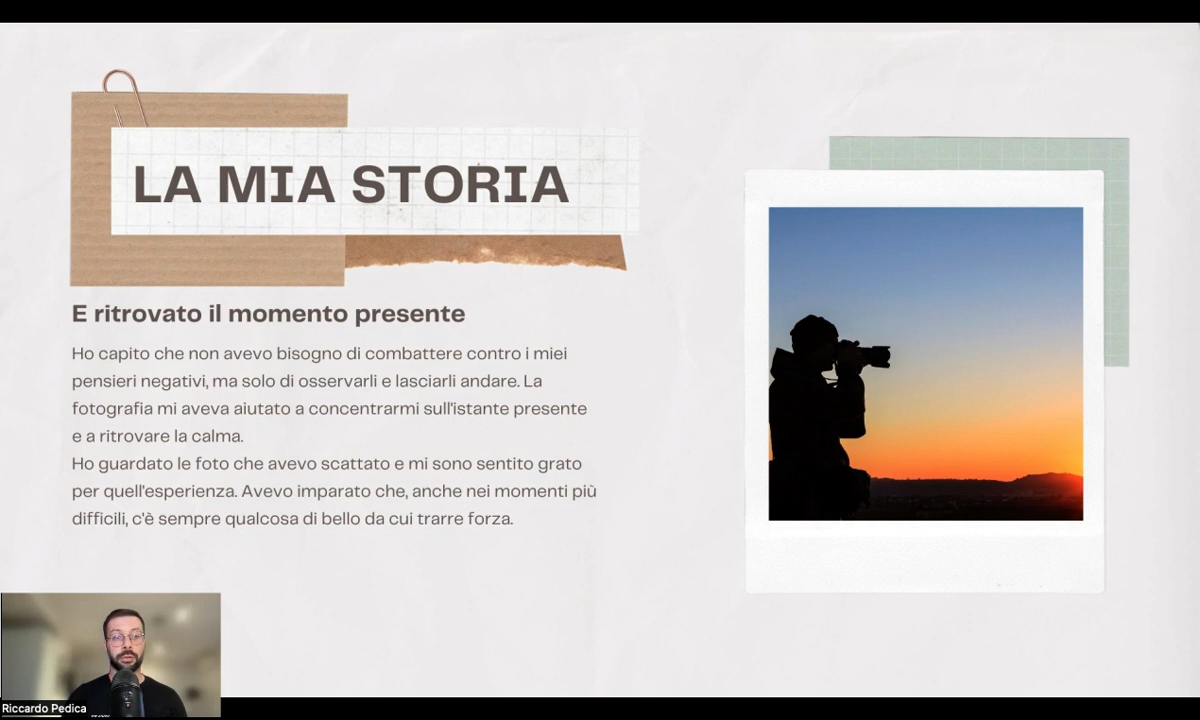 LA MIA STORIA
E ritrovato il momento presente
Ho capito che non avevo bisogno di combattere contro i miei
pensieri negativi, ma solo di osservarli e lasciarli andare. La
fotografia mi aveva aiutato a concentrarmi sull'istante presente
e a ritrovare la calma.
Ho guardato le foto che avevo scattato e mi sono sentito grato
per quell'esperienza. Avevo imparato che, anche nei momenti più
difficili, c'è sempre qualcosa di bello da cui trarre forza.
Riccardo Pedica